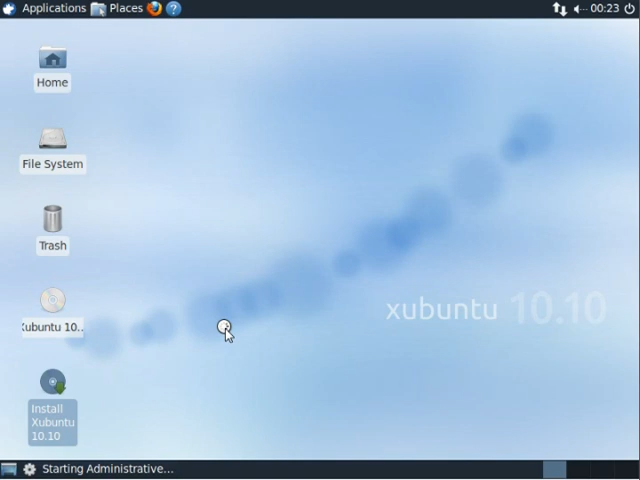 Applications Places 00:23
Home
File System
Trash
Xubuntu 10..
xubuntu 10.10
Install
Xubuntu
10.10
Starting Administrative...